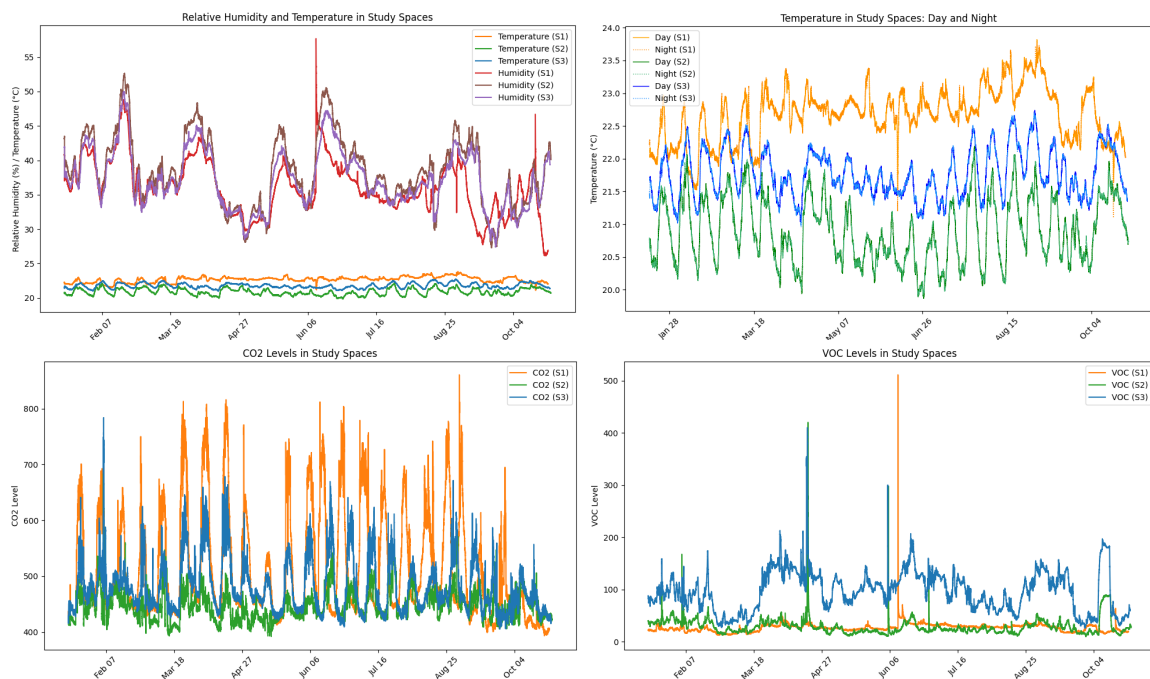 Relative Humidity and Temperature in Study Spaces
Relative Humidity (%) / Temperature (°C)
55
50
45
40
35
30
25
20
Temperature (S1)
Temperature (S2)
Temperature (S3)
Humidity (S1)
Humidity (S2)
Humidity (S3)
Feb 07
Mar 18
Apr 27
Jun 06
Jul 16
Aug 25
Oct 04
Temperature in Study Spaces: Day and Night
Temperature (°C)
24.0
23.5
23.0
22.5
22.0
21.5
21.0
20.5
20.0
Day (S1)
Night (S1)
Day (S2)
Night (S2)
Day (S3)
Night (S3)
Jan 28
Mar 18
May 07
Jun 26
Aug 15
Oct 04
CO2 Levels in Study Spaces
CO2 Level
800
700
600
500
400
CO2 (S1)
CO2 (S2)
CO2 (S3)
Feb 07
Mar 18
Apr 27
Jun 06
Jul 16
Aug 25
Oct 04
VOC Levels in Study Spaces
VOC Level
500
400
300
200
100
0
VOC (S1)
VOC (S2)
VOC (S3)
Feb 07
Mar 18
Apr 27
Jun 06
Jul 16
Aug 25
Oct 04